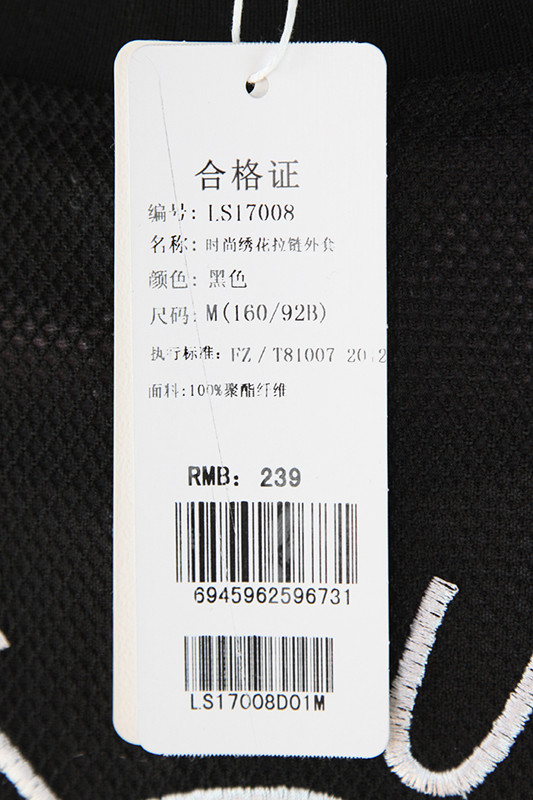 合格证
编号: LS17008
名称: 时尚绣花拉链外套
颜色: 黑色
尺码: M(160/92B)
执行标准: FZ/T81007 2012
面料:100%聚酯纤维
RMB: 239
6945962596731
LS17008D01M